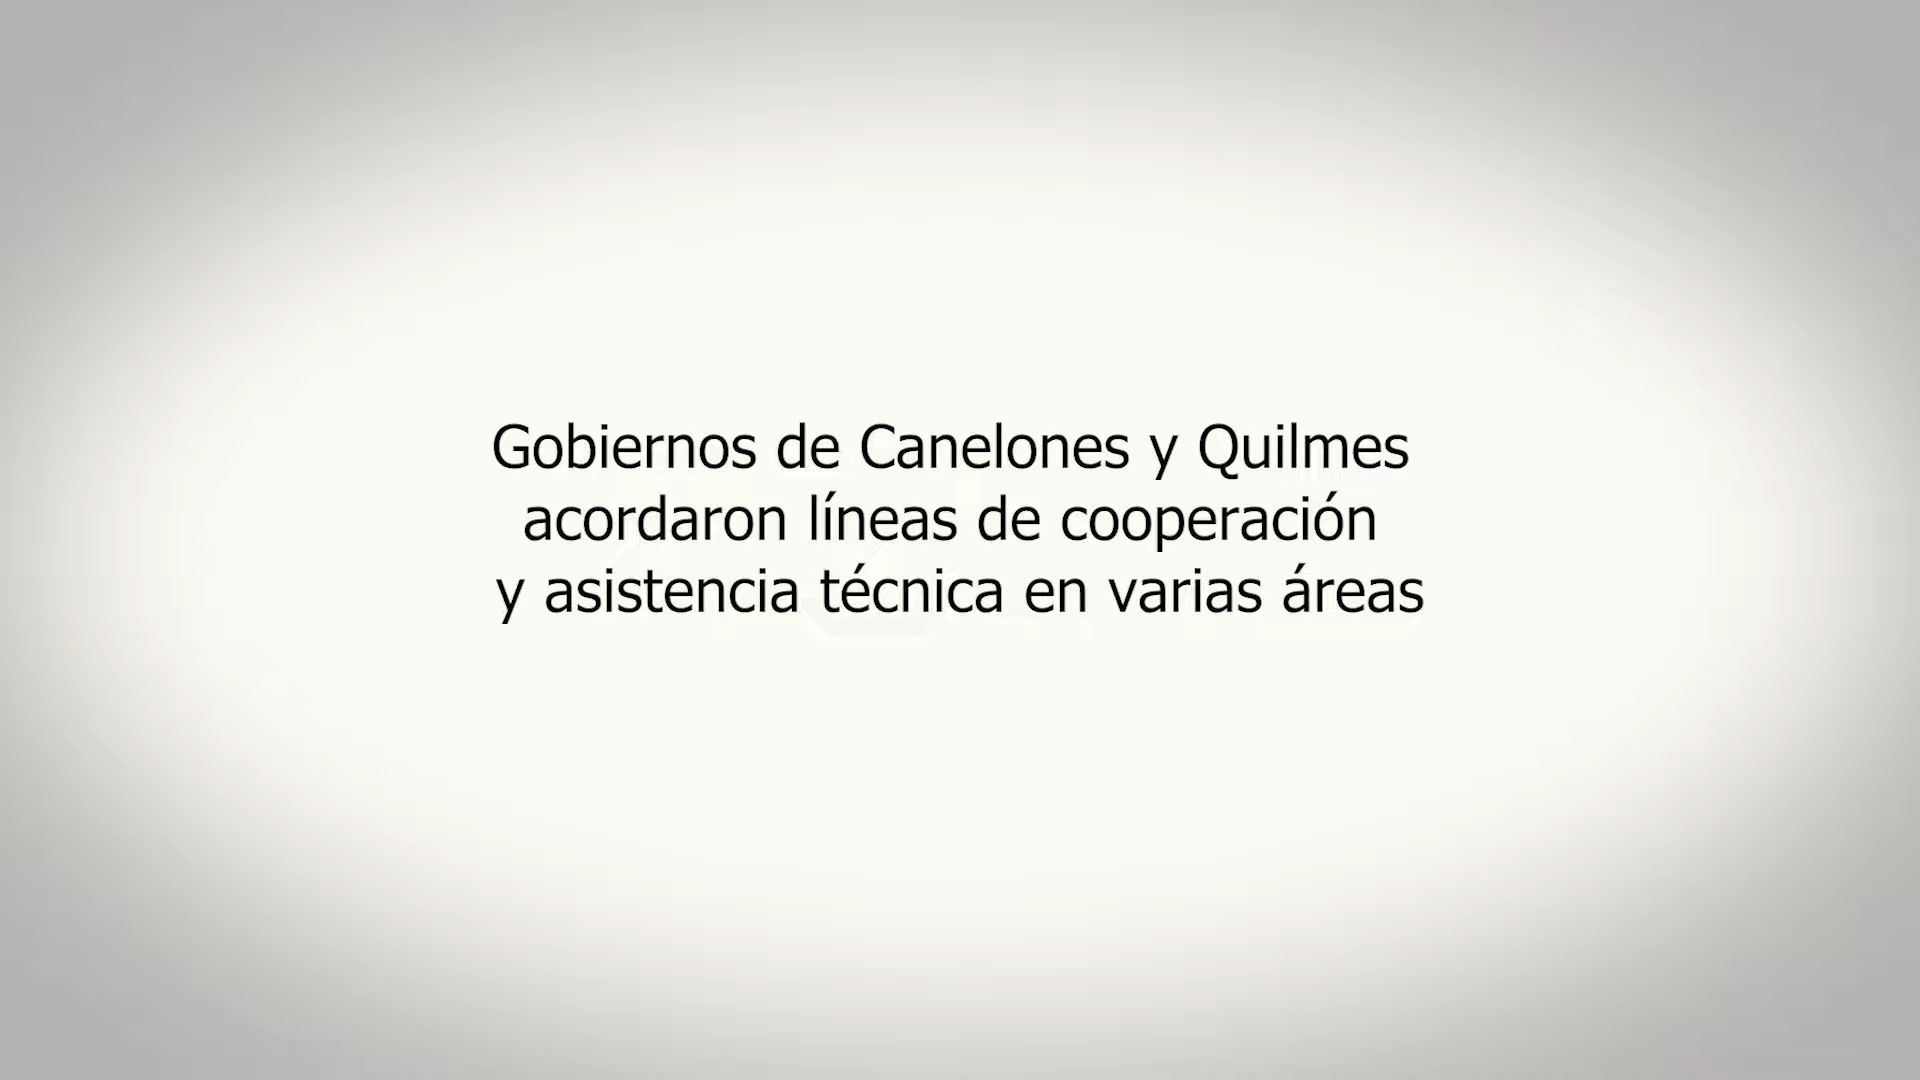 Gobiernos de Canelones y Quilmes
acordaron líneas de cooperación
y asistencia técnica en varias áreas